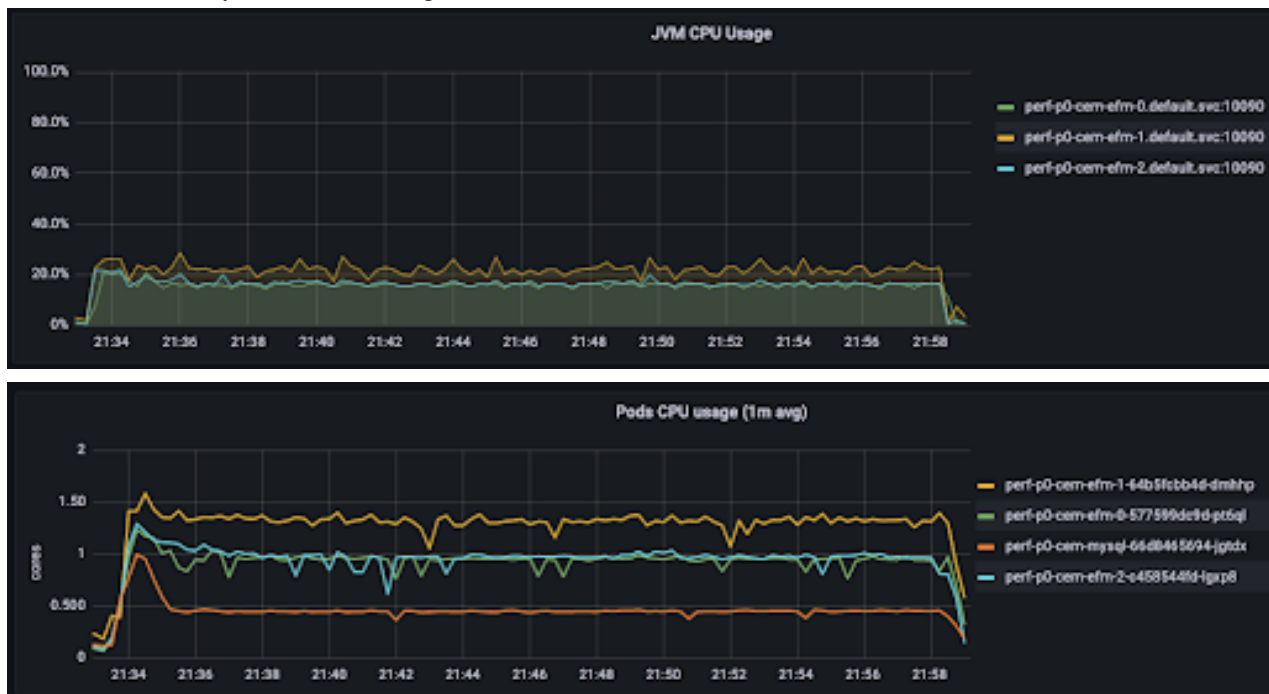 JVM CPU Usage
100.0%
80.0%
60.0%
40.0%
20.0%
0%
21:34 21:36 21:38 21:40 21:42 21:44 21:46 21:48 21:50 21:52 21:54 21:56 21:58
perf-p0-cem-efm-0.default.svc:10090
perf-p0-cem-efm-1.default.svc:10090
perf-p0-cem-efm-2.default.svc:10090
Pods CPU usage (1m avg)
cores
2
1.50
1
0.500
0
21:34 21:36 21:38 21:40 21:42 21:44 21:46 21:48 21:50 21:52 21:54 21:56 21:58
perf-p0-cem-efm-1-64b5fcbb4d-dmhhp
perf-p0-cem-efm-0-577599dc9d-pt6ql
perf-p0-cem-mysql-66d8465694-jgtdx
perf-p0-cem-efm-2-c458544fd-lgxp8